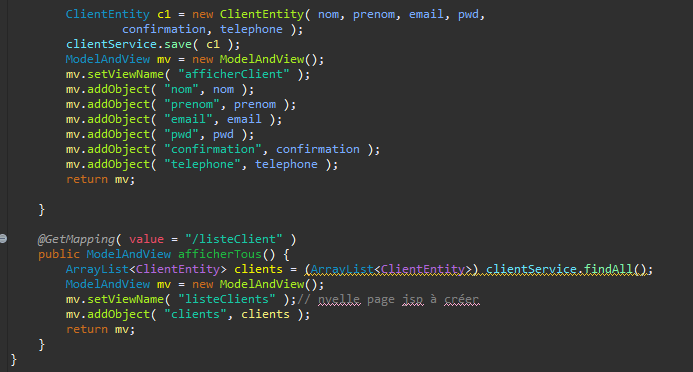 ClientEntity c1 = new ClientEntity( nom, prenom, email, pwd,
confirmation, telephone );
clientService.save( c1 );
ModelAndView mv = new ModelAndView();
mv.setViewName( "afficherClient" );
mv.addObject( "nom", nom );
mv.addObject( "prenom", prenom );
mv.addObject( "email", email );
mv.addObject( "pwd", pwd );
mv.addObject( "confirmation", confirmation );
mv.addObject( "telephone", telephone );
return mv;
}
@GetMapping( value = "/listeClient" )
public ModelAndView afficherTous() {
ArrayList<ClientEntity> clients = (ArrayList<ClientEntity>) clientService.findAll();
ModelAndView mv = new ModelAndView();
mv.setViewName( "listeClients" );// nvelle page jsp à créer
mv.addObject( "clients", clients );
return mv;
}
}